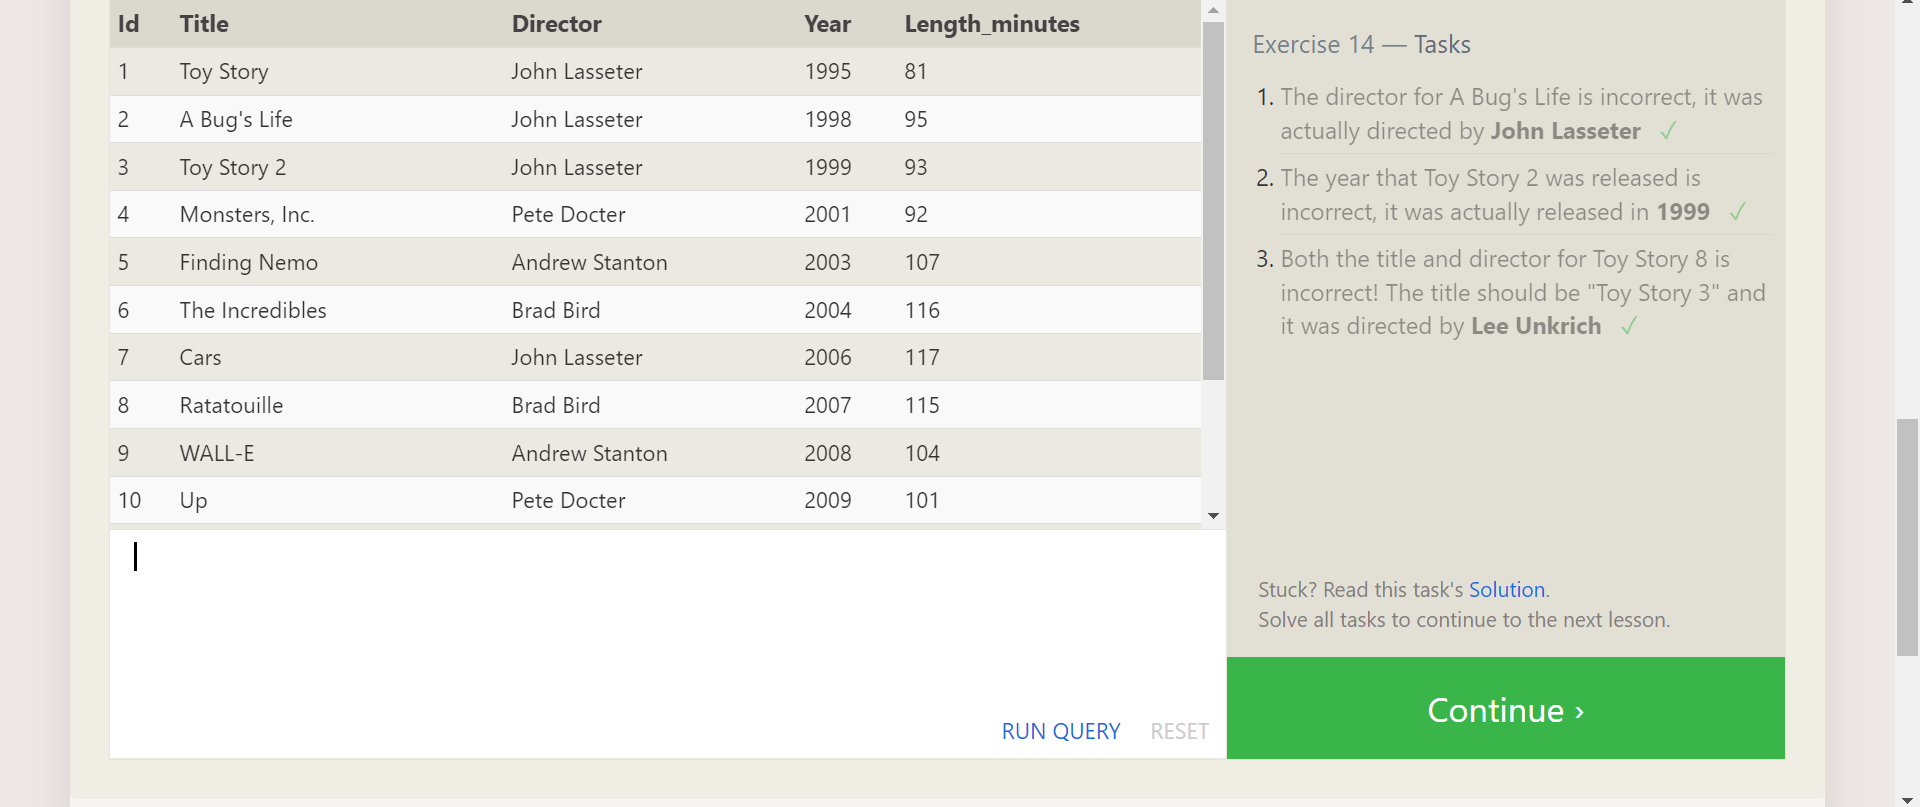 Id Title Director Year Length_minutes
1 Toy Story John Lasseter 1995 81
2 A Bug's Life John Lasseter 1998 95
3 Toy Story 2 John Lasseter 1999 93
4 Monsters, Inc. Pete Docter 2001 92
5 Finding Nemo Andrew Stanton 2003 107
6 The Incredibles Brad Bird 2004 116
7 Cars John Lasseter 2006 117
8 Ratatouille Brad Bird 2007 115
9 WALL-E Andrew Stanton 2008 104
10 Up Pete Docter 2009 101
RUN QUERY RESET
Exercise 14 — Tasks
1. The director for A Bug's Life is incorrect, it was
actually directed by John Lasseter ✓
2. The year that Toy Story 2 was released is
incorrect, it was actually released in 1999 ✓
3. Both the title and director for Toy Story 8 is
incorrect! The title should be "Toy Story 3" and
it was directed by Lee Unkrich ✓
Stuck? Read this task's Solution.
Solve all tasks to continue to the next lesson.
Continue ›